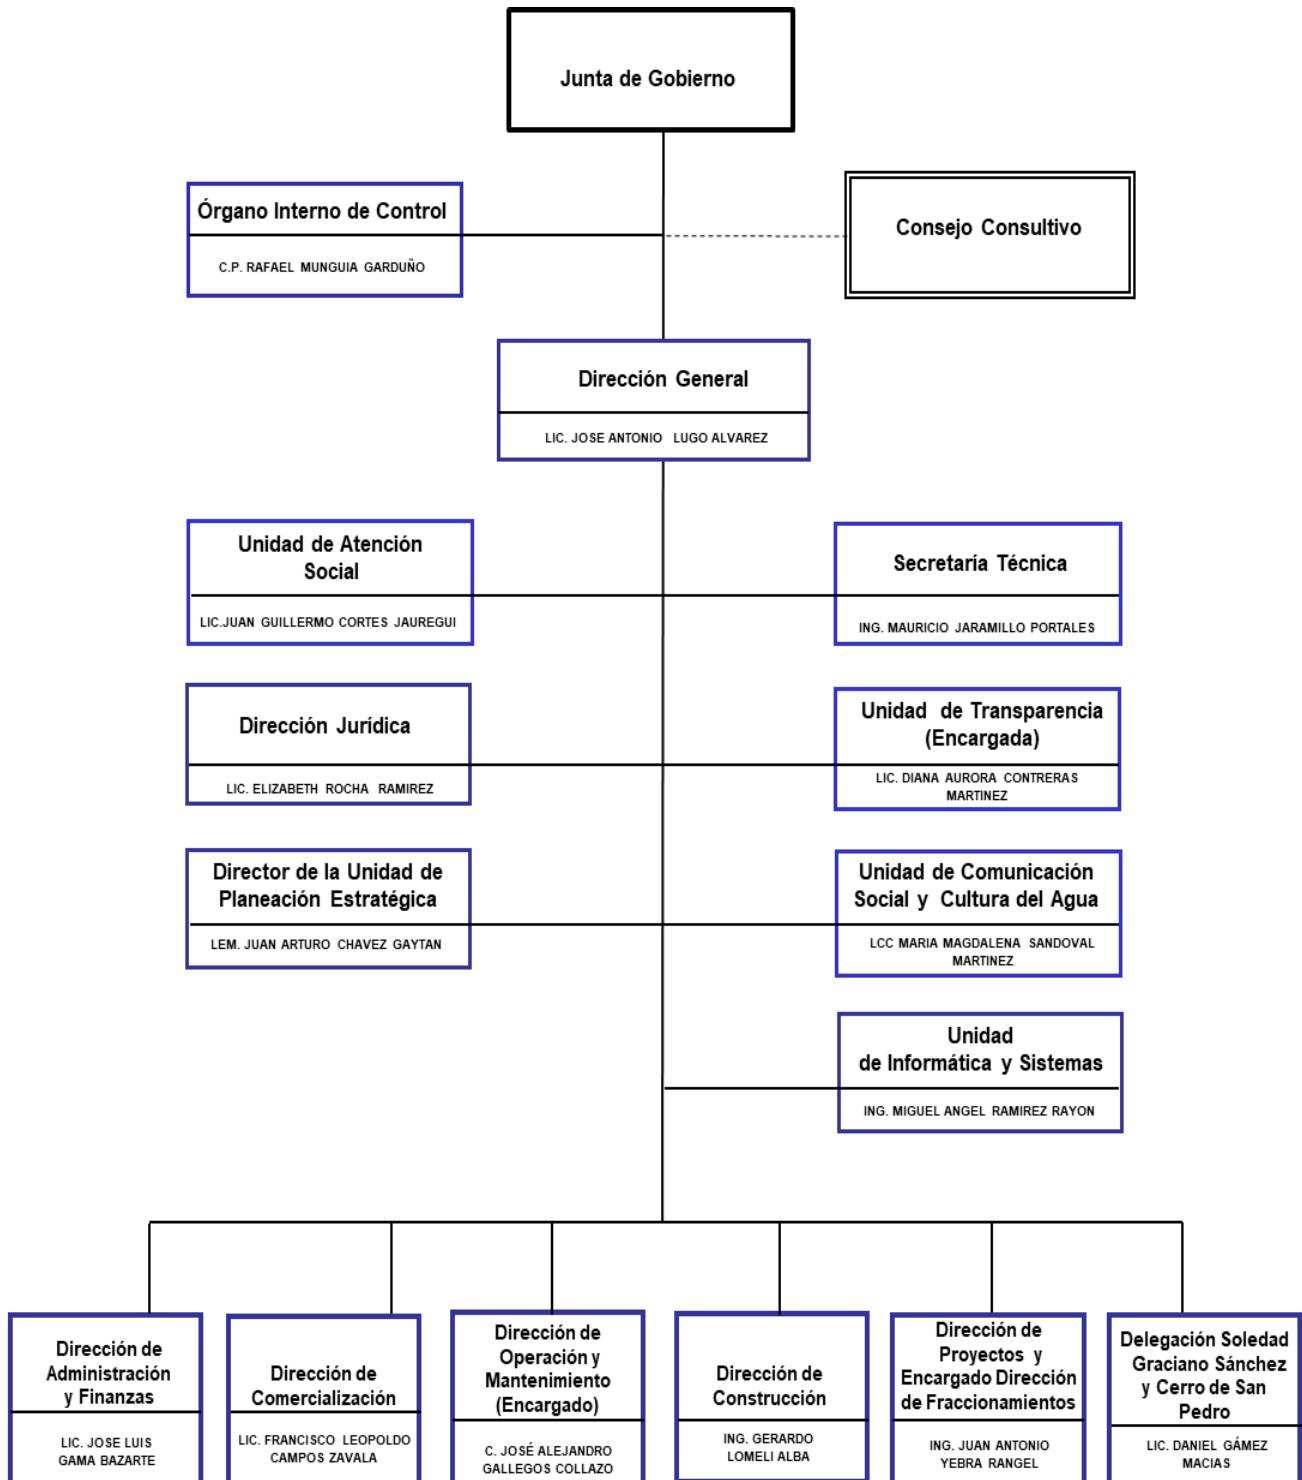 Junta de Gobierno
Órgano Interno de Control
C.P. RAFAEL MUNGUIA GARDUÑO
Consejo Consultivo
Dirección General
LIC. JOSE ANTONIO LUGO ALVAREZ
Unidad de Atención
Social
LIC.JUAN GUILLERMO CORTES JAUREGUI
Secretaría Técnica
ING. MAURICIO JARAMILLO PORTALES
Dirección Jurídica
LIC. ELIZABETH ROCHA RAMIREZ
Unidad de Transparencia
(Encargada)
LIC. DIANA AURORA CONTRERAS
MARTINEZ
Director de la Unidad de
Planeación Estratégica
LEM. JUAN ARTURO CHAVEZ GAYTAN
Unidad de Comunicación
Social y Cultura del Agua
LCC MARIA MAGDALENA SANDOVAL
MARTINEZ
Unidad
de Informática y Sistemas
ING. MIGUEL ANGEL RAMIREZ RAYON
Dirección de
Administración
y Finanzas
LIC. JOSE LUIS
GAMA BAZARTE
Dirección de
Comercialización
LIC. FRANCISCO LEOPOLDO
CAMPOS ZAVALA
Dirección de
Operación y
Mantenimiento
(Encargado)
C. JOSÉ ALEJANDRO
GALLEGOS COLLAZO
Dirección de
Construcción
ING. GERARDO
LOMELI ALBA
Dirección de
Proyectos y
Encargado Dirección
de Fraccionamientos
ING. JUAN ANTONIO
YEBRA RANGEL
Delegación Soledad
Graciano Sánchez
y Cerro de San
Pedro
LIC. DANIEL GÁMEZ
MACIAS